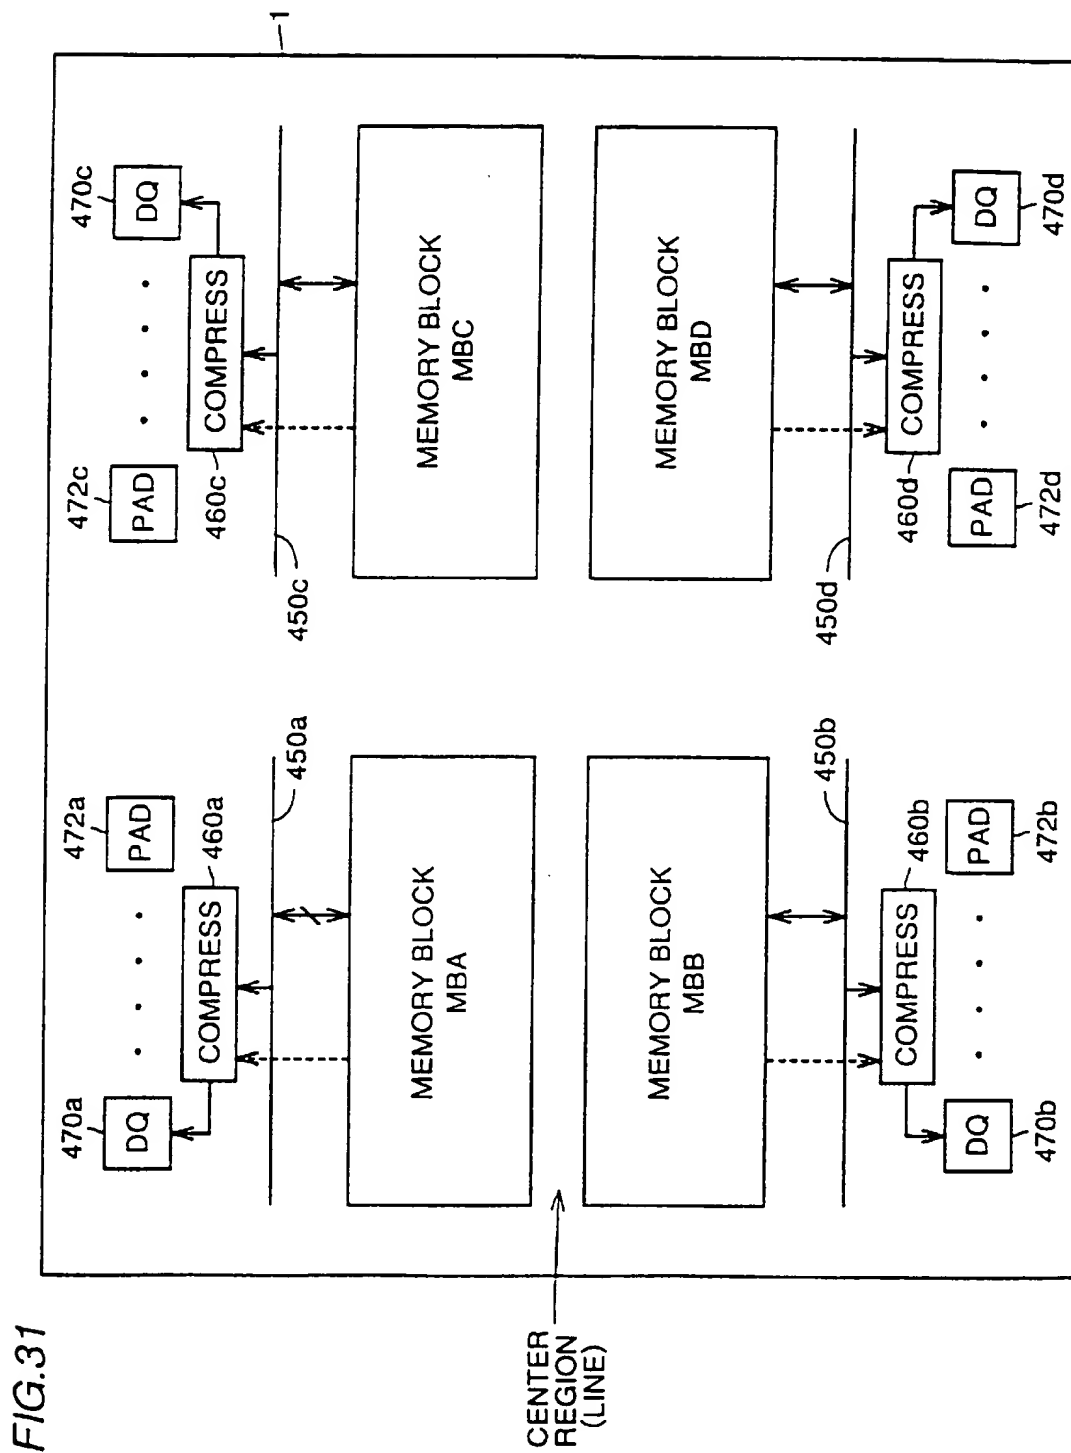 FIG.31
1
472a
470a
PAD
DQ
460a
COMPRESS
450a
MEMORY BLOCK
MBA
472c
470c
PAD
DQ
COMPRESS
460c
450c
MEMORY BLOCK
MBC
CENTER
REGION
(LINE)
MEMORY BLOCK
MBB
450b
460b
COMPRESS
DQ
PAD
470b
472b
MEMORY BLOCK
MBD
450d
COMPRESS
460d
PAD
DQ
472d
470d